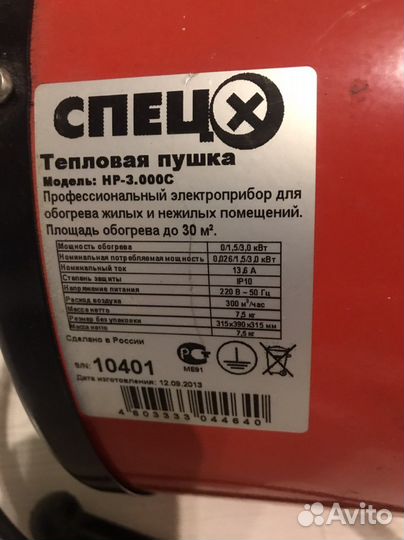 СПЕЦ
Тепловая пушка
Модель: НР-3.000С
Профессиональный электроприбор для
обогрева жилых и нежилых помещений.
Площадь обогрева до 30 м².
Мощность обогрева 0/1,5/3,0 кВт
Номинальная потребляемая мощность 0,026/1,5/3,0 кВт
Номинальный ток 13,6 А
Степень защиты IP10
Напряжение питания 220 В ~ 50 Гц
Расход воздуха 300 м³/час
Масса нетто 7,5 кг
Размер без упаковки 315х390х315 мм
Масса нетто 7,5 кг
Сделано в России
S/N: 10401
Дата изготовления: 12.09.2013
МЕ91
4 603333 044640
Avito